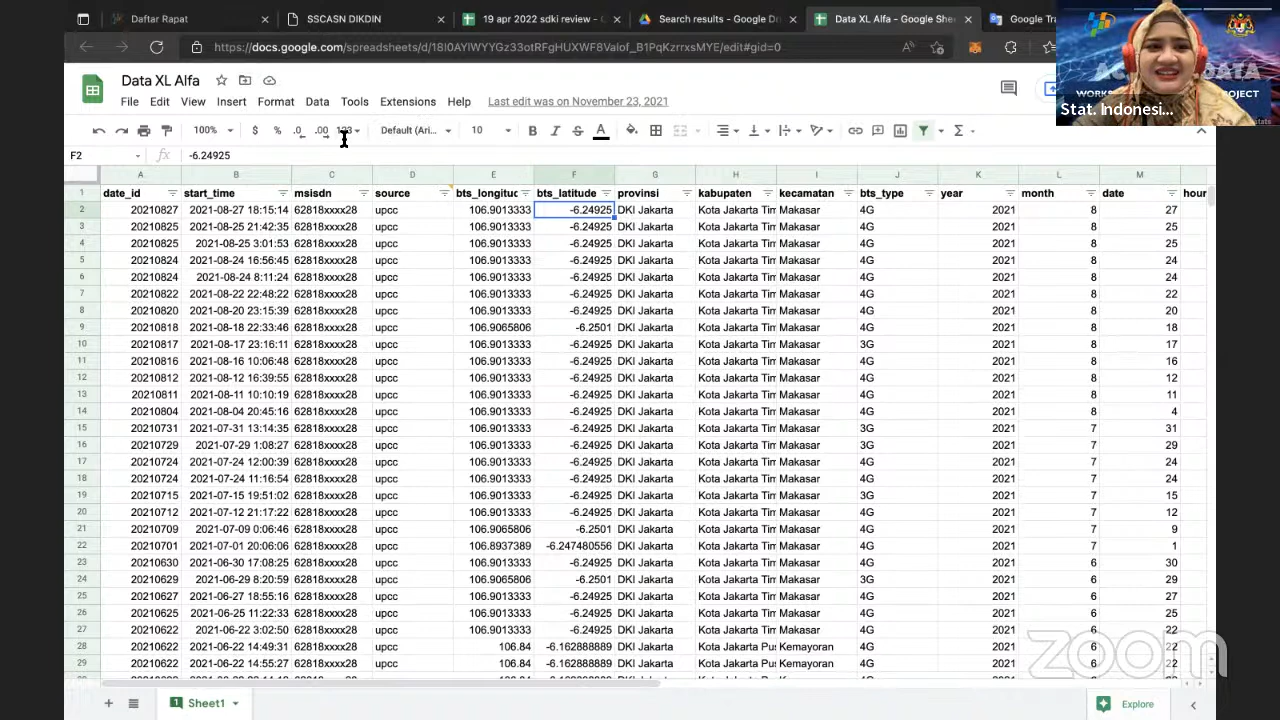 Daftar Rapat
SSCASN DIKDIN
9 apr 2022 sdki review - G
Search results - Google Dr
Data XL Alfa - Google Shee
Google Tra
https://docs.google.com/spreadsheets/d/18I0AYIWYYGz33otRFgHUXWF8Valof_B1PqKzrrxsMYE/edit#gid=0
Data XL Alfa
File Edit View Insert Format Data Tools Extensions Help Last edit was on November 23, 2021
100% $ % .0 .00 123 Default (Ari... 10 B I S A
F2 fx -6.24925
WORK ROJECT
Stat. Indonesi...
A B C D E F G H I J K L M
1 date_id start_time msisdn source bts_longituc bts_latitude provinsi kabupaten kecamatan bts_type year month date hour
2 20210827 2021-08-27 18:15:14 62818xxxx28 upcc 106.9013333 -6.24925 DKI Jakarta Kota Jakarta Tim Makasar 4G 2021 8 27
3 20210825 2021-08-25 21:42:35 62818xxxx28 upcc 106.9013333 -6.24925 DKI Jakarta Kota Jakarta Tim Makasar 4G 2021 8 25
4 20210825 2021-08-25 3:01:53 62818xxxx28 upcc 106.9013333 -6.24925 DKI Jakarta Kota Jakarta Tim Makasar 4G 2021 8 25
5 20210824 2021-08-24 16:56:45 62818xxxx28 upcc 106.9013333 -6.24925 DKI Jakarta Kota Jakarta Tim Makasar 4G 2021 8 24
6 20210824 2021-08-24 8:11:24 62818xxxx28 upcc 106.9013333 -6.24925 DKI Jakarta Kota Jakarta Tim Makasar 4G 2021 8 24
7 20210822 2021-08-22 22:48:22 62818xxxx28 upcc 106.9013333 -6.24925 DKI Jakarta Kota Jakarta Tim Makasar 4G 2021 8 22
8 20210820 2021-08-20 23:15:39 62818xxxx28 upcc 106.9013333 -6.24925 DKI Jakarta Kota Jakarta Tim Makasar 4G 2021 8 20
9 20210818 2021-08-18 22:33:46 62818xxxx28 upcc 106.9065806 -6.2501 DKI Jakarta Kota Jakarta Tim Makasar 4G 2021 8 18
10 20210817 2021-08-17 23:16:11 62818xxxx28 upcc 106.9013333 -6.24925 DKI Jakarta Kota Jakarta Tim Makasar 3G 2021 8 17
11 20210816 2021-08-16 10:06:48 62818xxxx28 upcc 106.9013333 -6.24925 DKI Jakarta Kota Jakarta Tim Makasar 4G 2021 8 16
12 20210812 2021-08-12 16:39:55 62818xxxx28 upcc 106.9013333 -6.24925 DKI Jakarta Kota Jakarta Tim Makasar 4G 2021 8 12
13 20210811 2021-08-11 10:10:19 62818xxxx28 upcc 106.9013333 -6.24925 DKI Jakarta Kota Jakarta Tim Makasar 4G 2021 8 11
14 20210804 2021-08-04 20:45:16 62818xxxx28 upcc 106.9013333 -6.24925 DKI Jakarta Kota Jakarta Tim Makasar 4G 2021 8 4
15 20210731 2021-07-31 13:14:35 62818xxxx28 upcc 106.9013333 -6.24925 DKI Jakarta Kota Jakarta Tim Makasar 3G 2021 7 31
16 20210729 2021-07-29 1:08:27 62818xxxx28 upcc 106.9013333 -6.24925 DKI Jakarta Kota Jakarta Tim Makasar 3G 2021 7 29
17 20210724 2021-07-24 12:00:39 62818xxxx28 upcc 106.9013333 -6.24925 DKI Jakarta Kota Jakarta Tim Makasar 4G 2021 7 24
18 20210724 2021-07-24 11:16:54 62818xxxx28 upcc 106.9013333 -6.24925 DKI Jakarta Kota Jakarta Tim Makasar 4G 2021 7 24
19 20210715 2021-07-15 19:51:02 62818xxxx28 upcc 106.9013333 -6.24925 DKI Jakarta Kota Jakarta Tim Makasar 3G 2021 7 15
20 20210712 2021-07-12 21:17:22 62818xxxx28 upcc 106.9013333 -6.24925 DKI Jakarta Kota Jakarta Tim Makasar 4G 2021 7 12
21 20210709 2021-07-09 0:06:46 62818xxxx28 upcc 106.9065806 -6.2501 DKI Jakarta Kota Jakarta Tim Makasar 4G 2021 7 9
22 20210701 2021-07-01 20:06:06 62818xxxx28 upcc 106.8937389 -6.247480556 DKI Jakarta Kota Jakarta Tim Makasar 4G 2021 7 1
23 20210630 2021-06-30 17:08:25 62818xxxx28 upcc 106.9013333 -6.24925 DKI Jakarta Kota Jakarta Tim Makasar 4G 2021 6 30
24 20210629 2021-06-29 8:20:59 62818xxxx28 upcc 106.9065806 -6.2501 DKI Jakarta Kota Jakarta Tim Makasar 3G 2021 6 29
25 20210627 2021-06-27 18:55:16 62818xxxx28 upcc 106.9013333 -6.24925 DKI Jakarta Kota Jakarta Tim Makasar 4G 2021 6 27
26 20210625 2021-06-25 11:22:33 62818xxxx28 upcc 106.9013333 -6.24925 DKI Jakarta Kota Jakarta Tim Makasar 4G 2021 6 25
27 20210622 2021-06-22 3:02:50 62818xxxx28 upcc 106.9013333 -6.24925 DKI Jakarta Kota Jakarta Tim Makasar 4G 2021 6 22
28 20210622 2021-06-22 14:49:31 62818xxxx28 upcc 106.84 -6.162888889 DKI Jakarta Kota Jakarta Pus Kemayoran 4G 2021 6 22
29 20210622 2021-06-22 14:55:27 62818xxxx28 upcc 106.84 -6.162888889 DKI Jakarta Kota Jakarta Pus Kemayoran 4G 2021 6 22
zoom
Sheet1
Explore